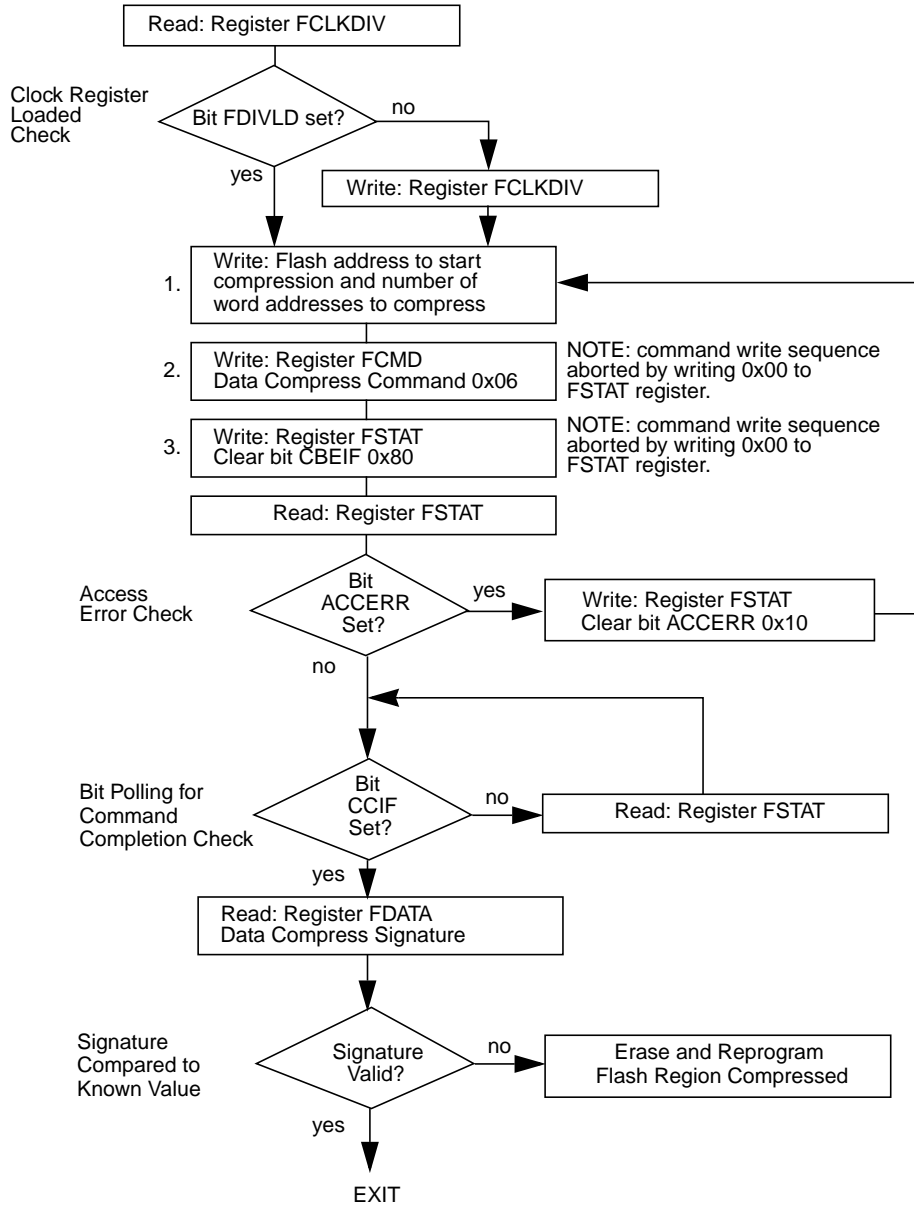 Read: Register FCLKDIV
Clock Register
Loaded
Check
Bit FDIVLD set?
no
yes
Write: Register FCLKDIV
1.
Write: Flash address to start
compression and number of
word addresses to compress
2.
Write: Register FCMD
Data Compress Command 0x06
NOTE: command write sequence
aborted by writing 0x00 to
FSTAT register.
3.
Write: Register FSTAT
Clear bit CBEIF 0x80
NOTE: command write sequence
aborted by writing 0x00 to
FSTAT register.
Read: Register FSTAT
Access
Error Check
Bit
ACCERR
Set?
yes
no
Write: Register FSTAT
Clear bit ACCERR 0x10
Bit Polling for
Command
Completion Check
Bit
CCIF
Set?
no
yes
Read: Register FSTAT
Read: Register FDATA
Data Compress Signature
Signature
Compared to
Known Value
Signature
Valid?
no
yes
Erase and Reprogram
Flash Region Compressed
EXIT